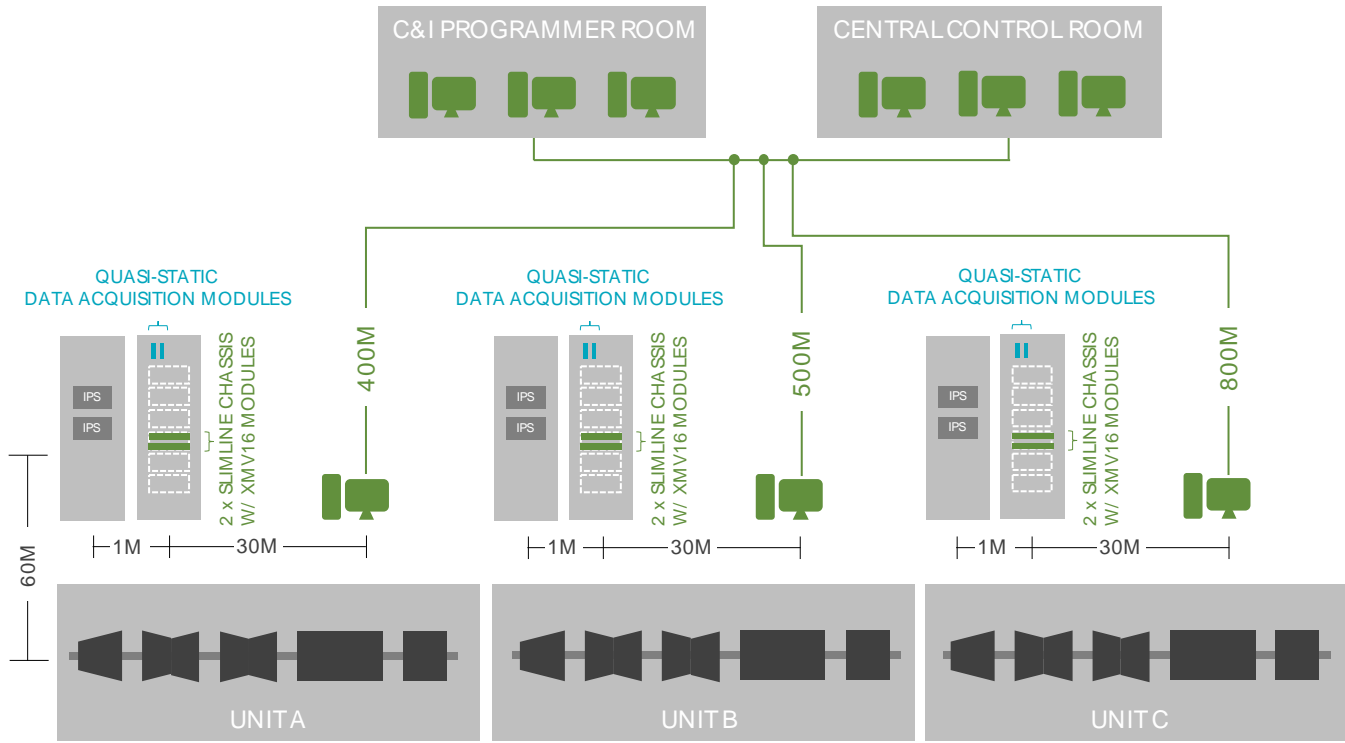 C&I PROGRAMMER ROOM
CENTRAL CONTROL ROOM
QUASI-STATIC
DATA ACQUISITION MODULES
IPS
IPS
2 x SLIMLINE CHASSIS
W/ XMV16 MODULES
400M
QUASI-STATIC
DATA ACQUISITION MODULES
IPS
IPS
2 x SLIMLINE CHASSIS
W/ XMV16 MODULES
500M
QUASI-STATIC
DATA ACQUISITION MODULES
IPS
IPS
2 x SLIMLINE CHASSIS
W/ XMV16 MODULES
800M
60M
1M
30M
1M
30M
1M
30M
UNIT A
UNIT B
UNIT C